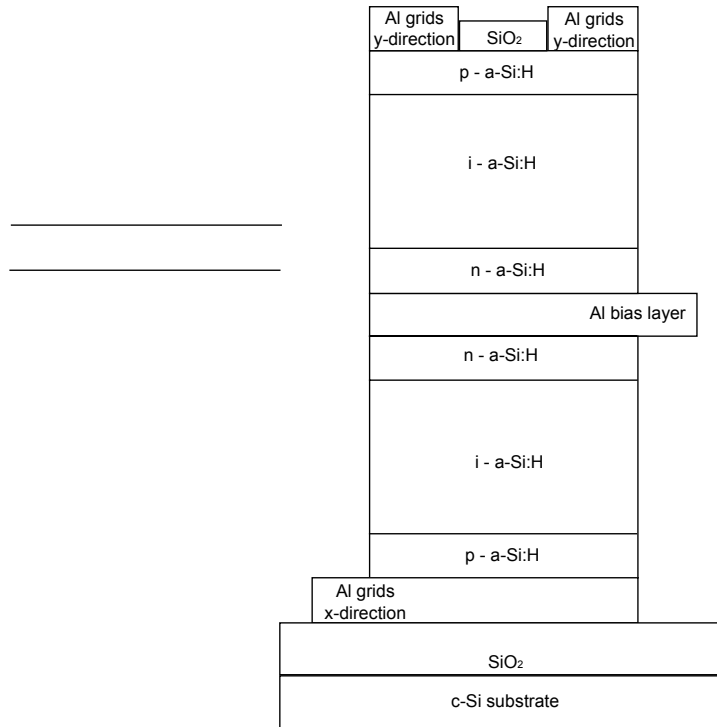 Al grids
y-direction
SiO₂
Al grids
y-direction
p - a-Si:H
i - a-Si:H
n - a-Si:H
Al bias layer
n - a-Si:H
i - a-Si:H
p - a-Si:H
Al grids
x-direction
SiO₂
c-Si substrate